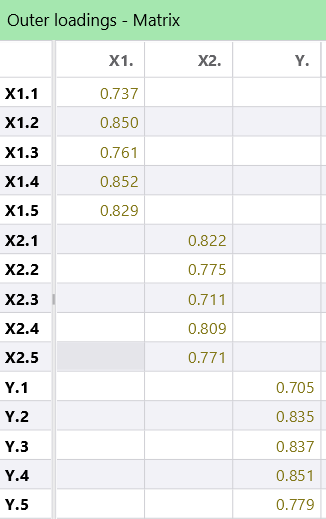 Outer loadings - Matrix
X1. X2. Y.
X1.1 0.737
X1.2 0.850
X1.3 0.761
X1.4 0.852
X1.5 0.829
X2.1 0.822
X2.2 0.775
X2.3 0.711
X2.4 0.809
X2.5 0.771
Y.1 0.705
Y.2 0.835
Y.3 0.837
Y.4 0.851
Y.5 0.779